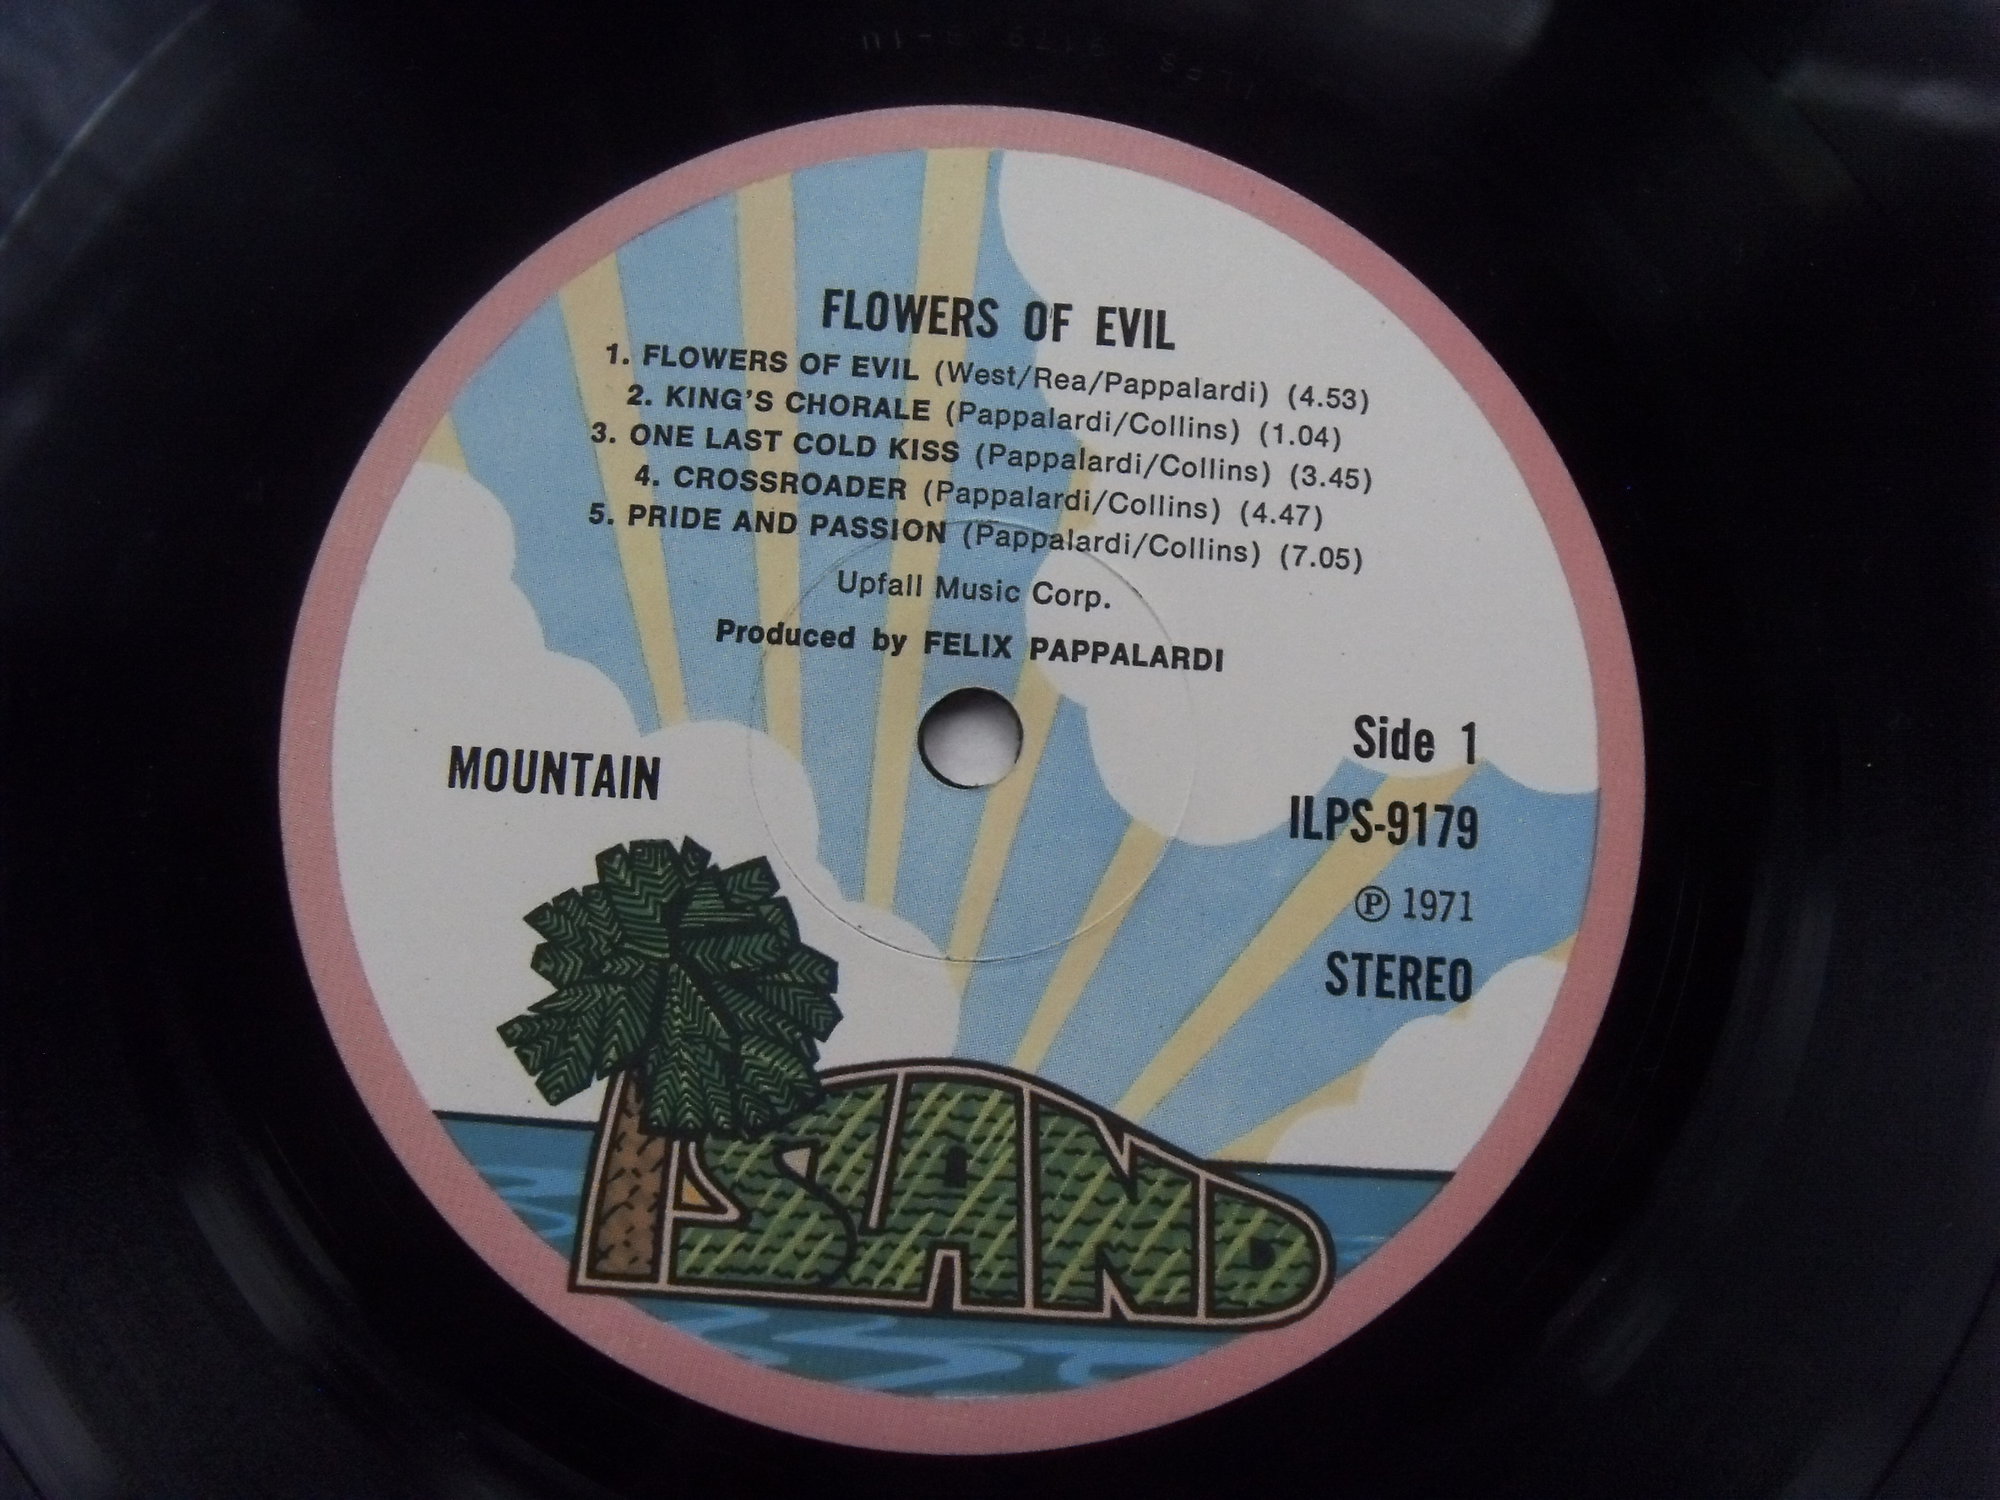 FLOWERS OF EVIL
1. FLOWERS OF EVIL (West/Rea/Pappalardi) (4.53)
2. KING'S CHORALE (Pappalardi/Collins) (1.04)
3. ONE LAST COLD KISS (Pappalardi/Collins) (3.45)
4. CROSSROADER (Pappalardi/Collins) (4.47)
5. PRIDE AND PASSION (Pappalardi/Collins) (7.05)
Upfall Music Corp.
Produced by FELIX PAPPALARDI
MOUNTAIN
Side 1
ILPS-9179
℗ 1971
STEREO
ISLAND